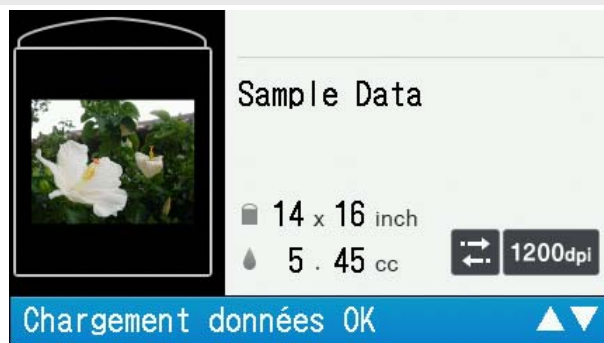 Sample Data
14 x 16 inch
5 . 45 cc
1200dpi
Chargement données OK